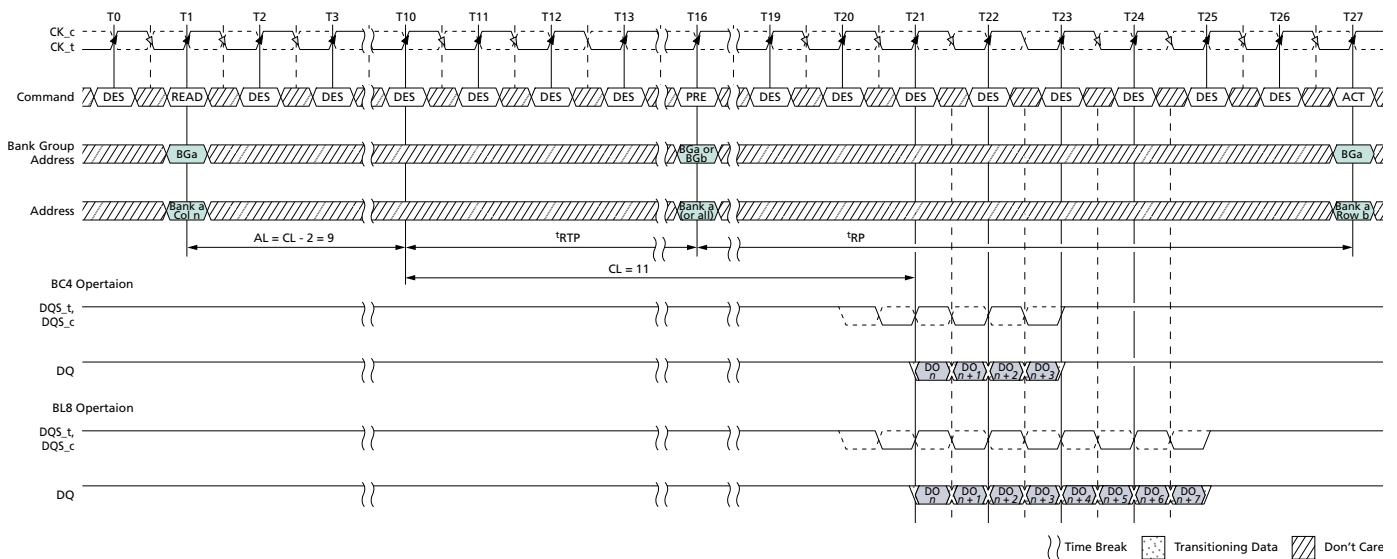 T0 T1 T2 T3 T10 T11 T12 T13 T16 T19 T20 T21 T22 T23 T24 T25 T26 T27
CK_c
CK_t
Command DES READ DES DES DES DES DES DES PRE DES DES DES DES DES DES DES DES ACT
Bank Group
Address
BGa
BGa or
BGb
BGa
Address
Bank a
Col n
Bank a
(or all)
Bank a
Row b
AL = CL - 2 = 9
tRTP
tRP
CL = 11
BC4 Opertaion
DQS_t,
DQS_c
DQ
DO
n
DO
n + 1
DO
n + 2
DO
n + 3
BL8 Opertaion
DQS_t,
DQS_c
DQ
DO
n
DO
n + 1
DO
n + 2
DO
n + 3
DO
n + 4
DO
n + 5
DO
n + 6
DO
n + 7
Time Break Transitioning Data Don't Care